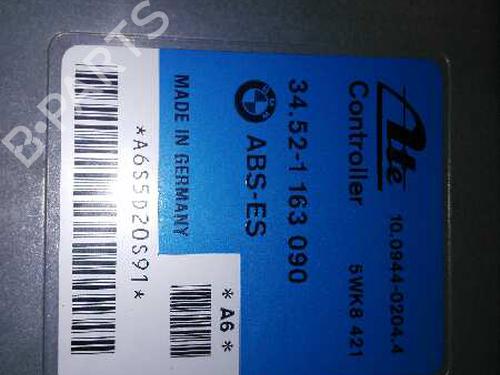 Ate
Controller
10.0944-0204.4
5WK8 421
34.52-1 163 090
BMW ABS-ES
MADE IN GERMANY
*A6S5D20S91*
*A6*
B-PARTS